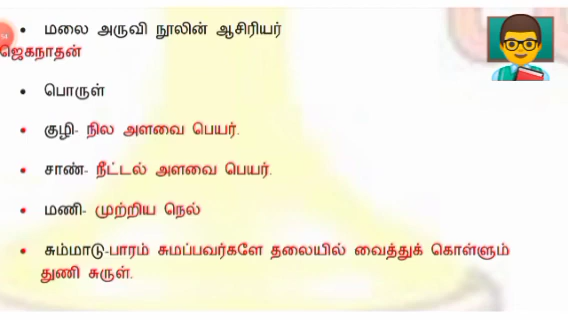 மலை அருவி நூலின் ஆசிரியர்
ஜெகநாதன்
பொருள்
குழி- நில அளவை பெயர்.
சாண்- நீட்டல் அளவை பெயர்.
மணி- முற்றிய நெல்
சும்மாடு-பாரம் சுமப்பவர்களே தலையில் வைத்துக் கொள்ளும்
துணி சுருள்.